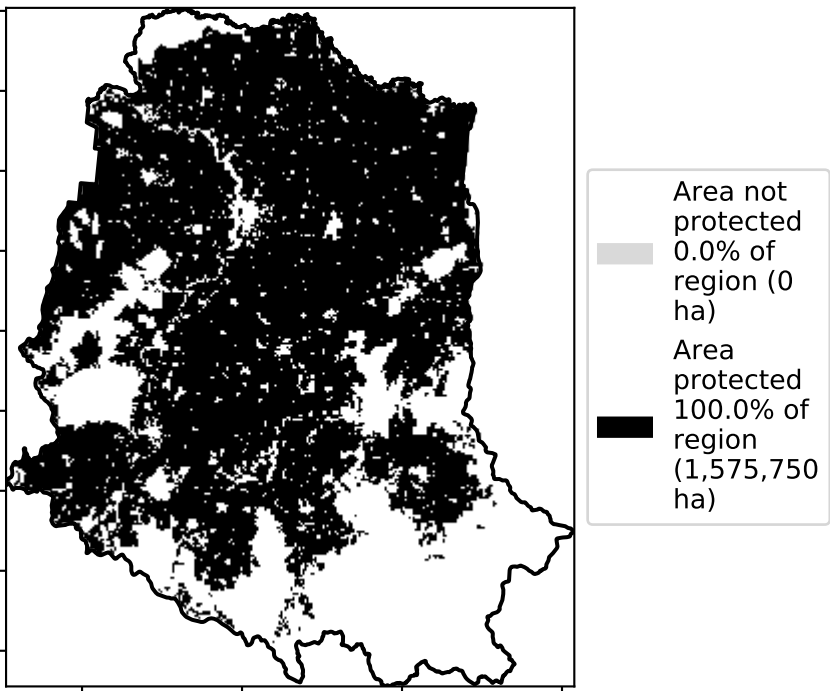 Area not
protected
0.0% of
region (0
ha)
Area
protected
100.0% of
region
(1,575,750
ha)